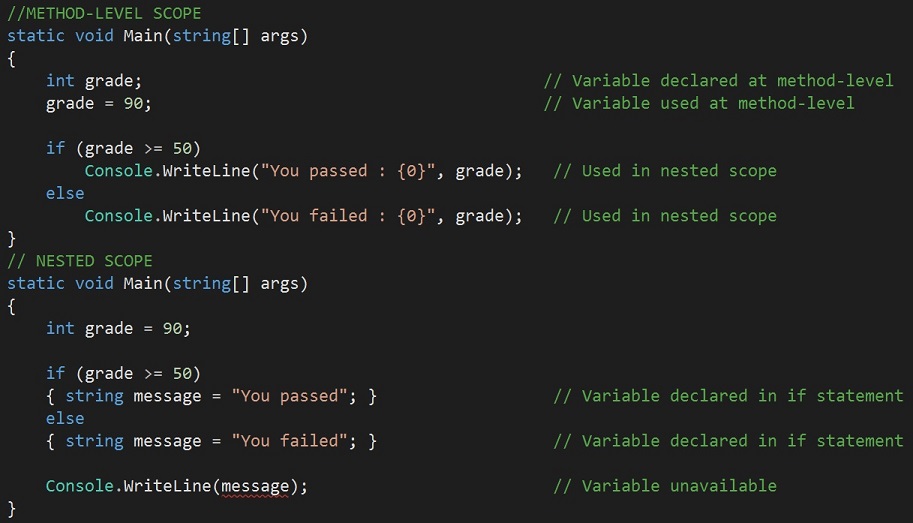 //METHOD-LEVEL SCOPE
static void Main(string[] args)
{
    int grade;                                         // Variable declared at method-level
    grade = 90;                                        // Variable used at method-level

    if (grade >= 50)
        Console.WriteLine("You passed : {0}", grade);   // Used in nested scope
    else
        Console.WriteLine("You failed : {0}", grade);   // Used in nested scope
}
// NESTED SCOPE
static void Main(string[] args)
{
    int grade = 90;

    if (grade >= 50)
    { string message = "You passed"; }                  // Variable declared in if statement
    else
    { string message = "You failed"; }                  // Variable declared in if statement

    Console.WriteLine(message);                         // Variable unavailable
}